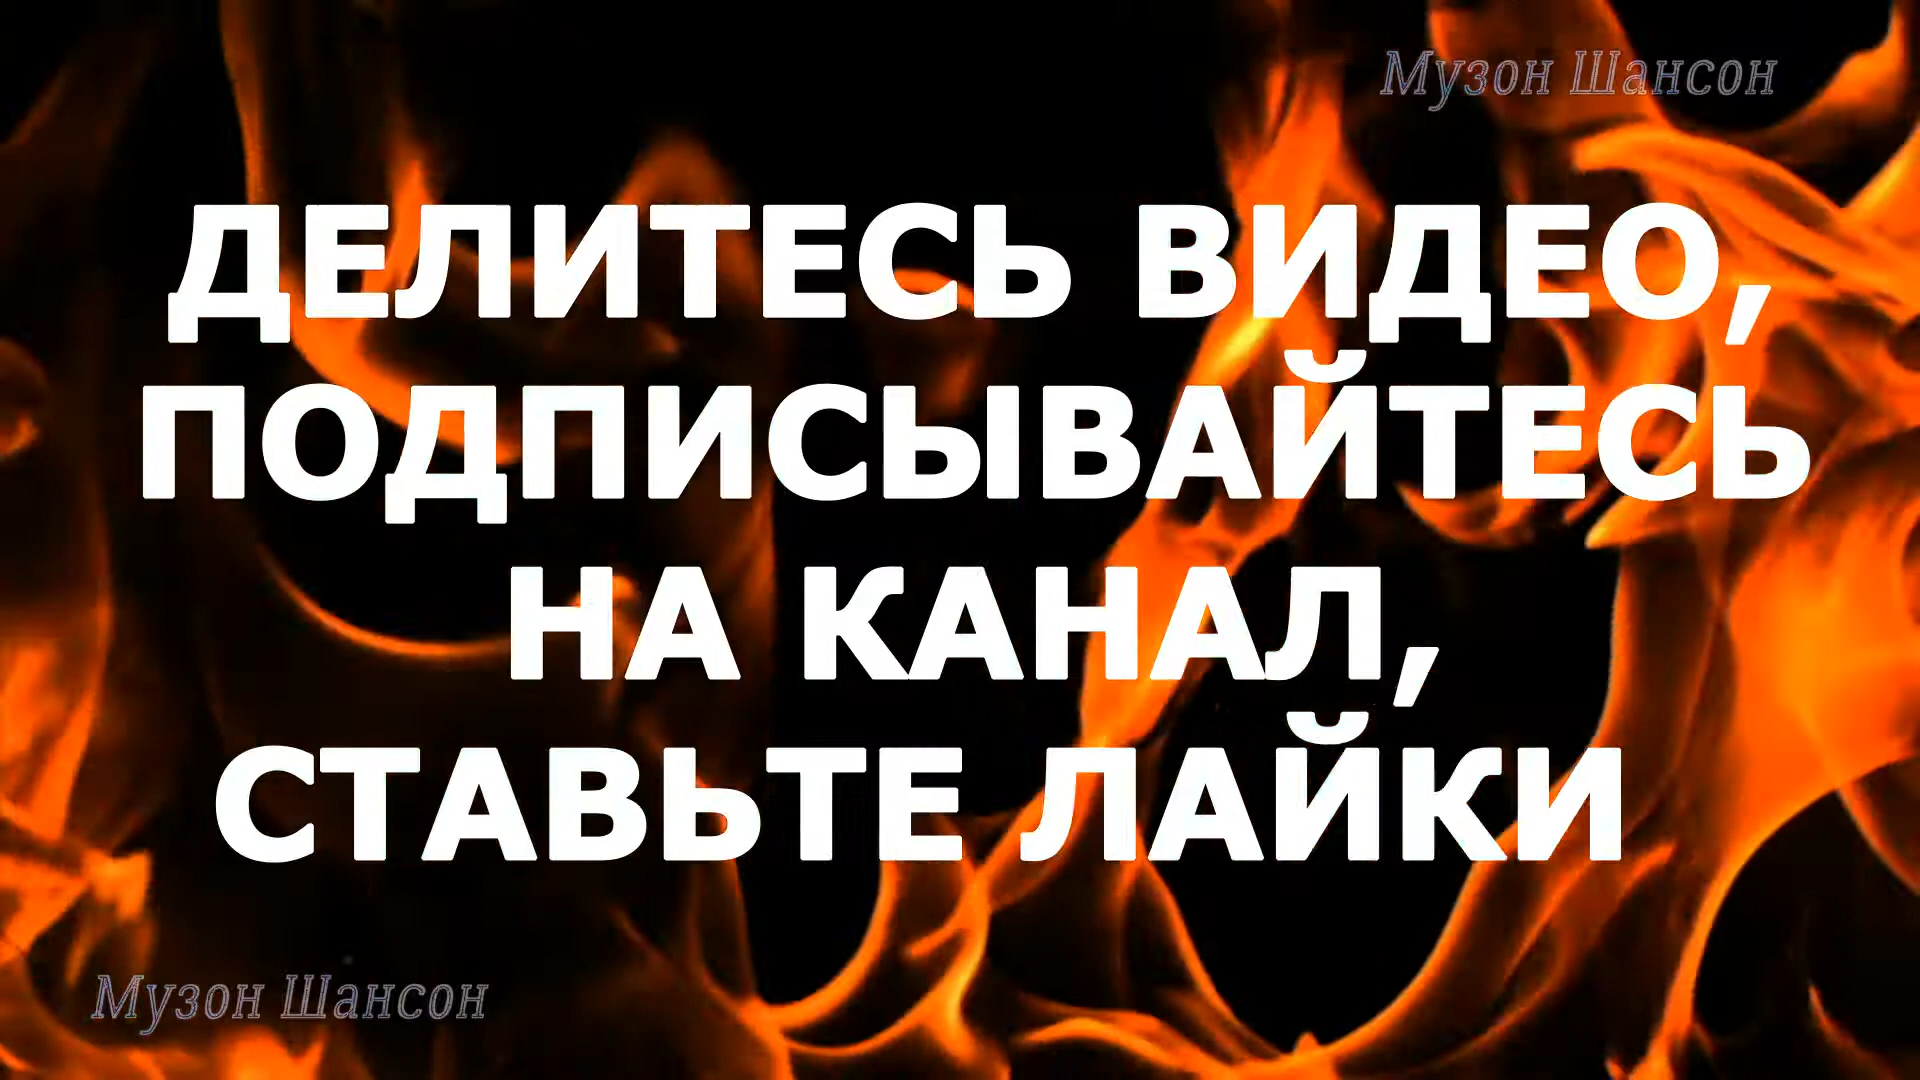 Музон Шансон
ДЕЛИТЕСЬ ВИДЕО,
ПОДПИСЫВАЙТЕСЬ
НА КАНАЛ,
СТАВЬТЕ ЛАЙКИ
Музон Шансон